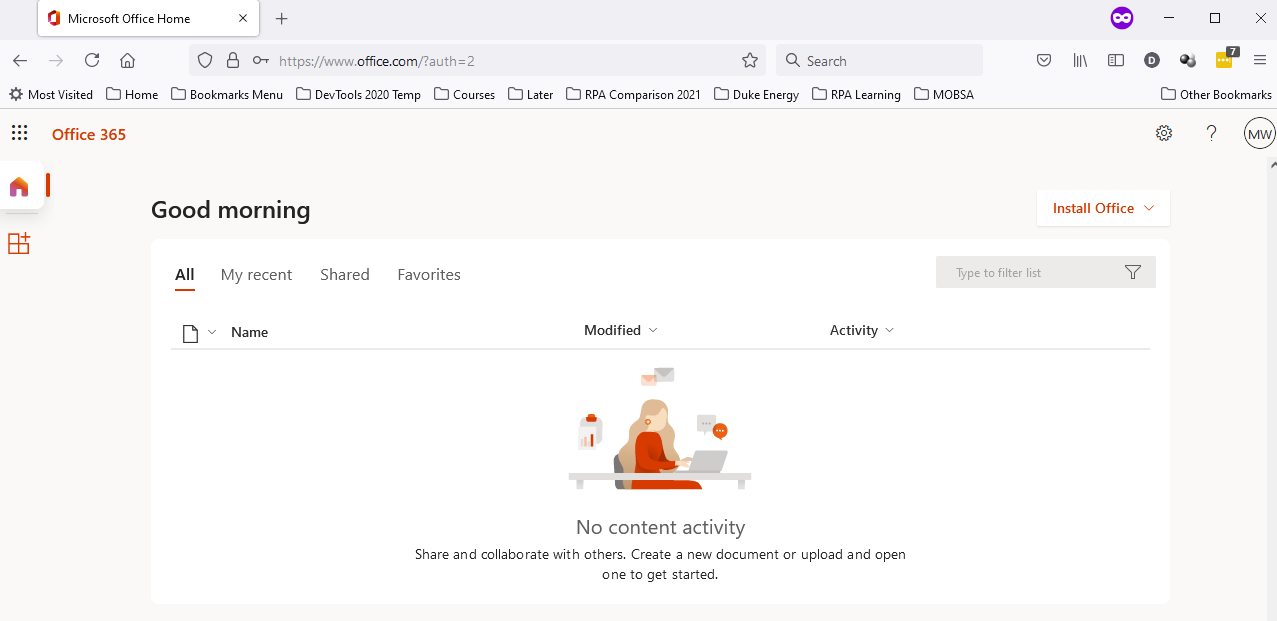 Microsoft Office Home
https://www.office.com/?auth=2
Search
D
7
Most Visited Home Bookmarks Menu DevTools 2020 Temp Courses Later RPA Comparison 2021 Duke Energy RPA Learning MOBSA Other Bookmarks
Office 365
?
MW
Good morning
Install Office
All My recent Shared Favorites
Type to filter list
Name Modified Activity
No content activity
Share and collaborate with others. Create a new document or upload and open
one to get started.